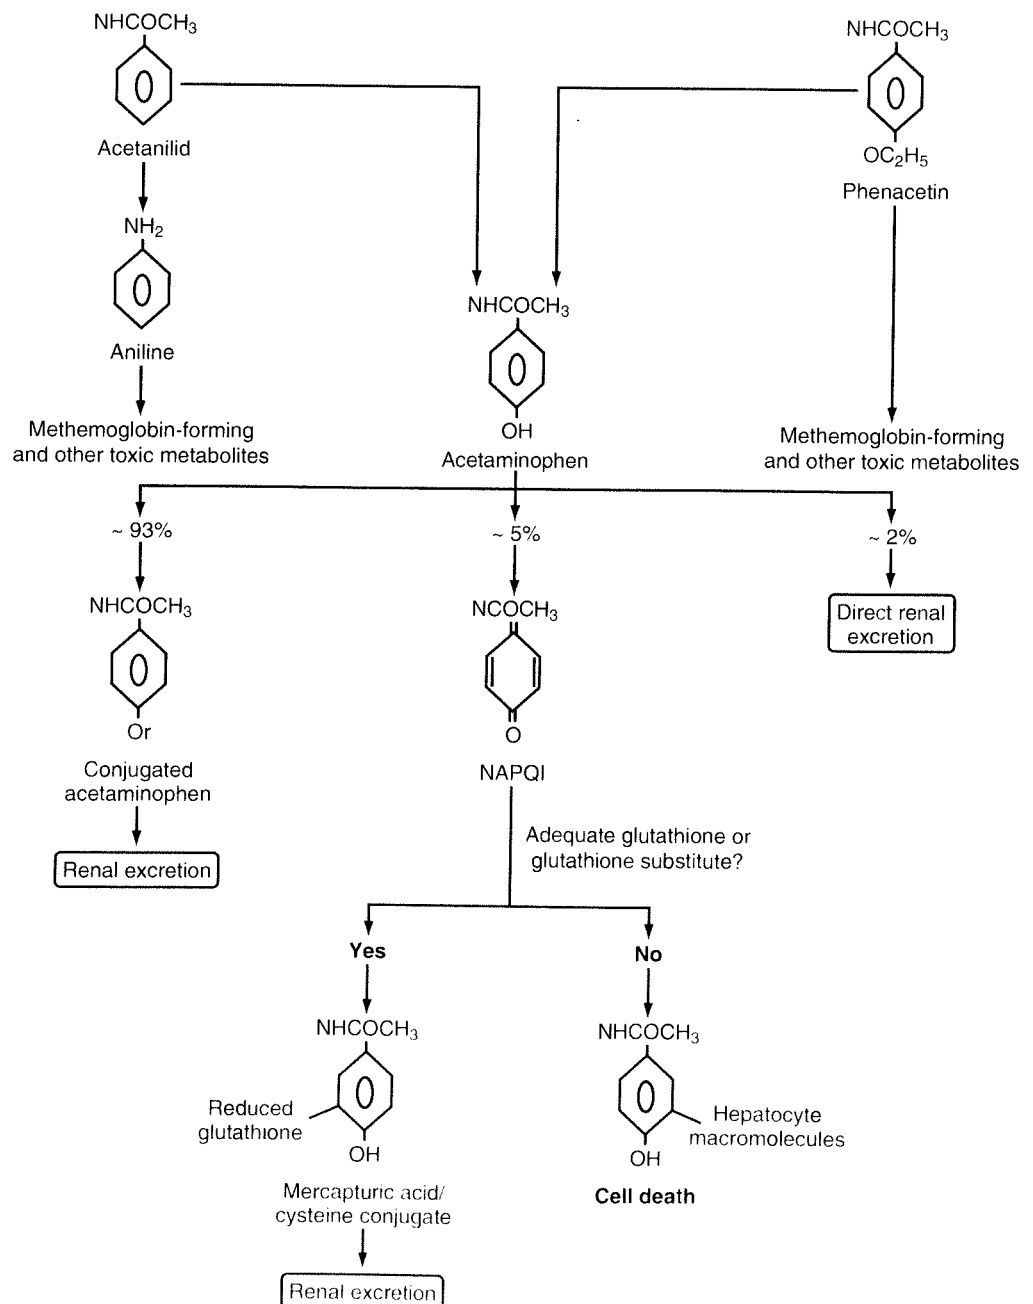 NHCOCH3
NHCOCH3
Acetanilid
OC2H5
Phenacetin
NH2
Aniline
NHCOCH3
OH
Acetaminophen
Methemoglobin-forming
and other toxic metabolites
Methemoglobin-forming
and other toxic metabolites
~ 93%
~ 5%
~ 2%
NHCOCH3
Or
Conjugated
acetaminophen
Renal excretion
NCOCH3
O
NAPQI
Direct renal
excretion
Adequate glutathione or
glutathione substitute?
Yes
No
NHCOCH3
Reduced
glutathione
OH
Mercapturic acid/
cysteine conjugate
Renal excretion
NHCOCH3
Hepatocyte
macromolecules
OH
Cell death